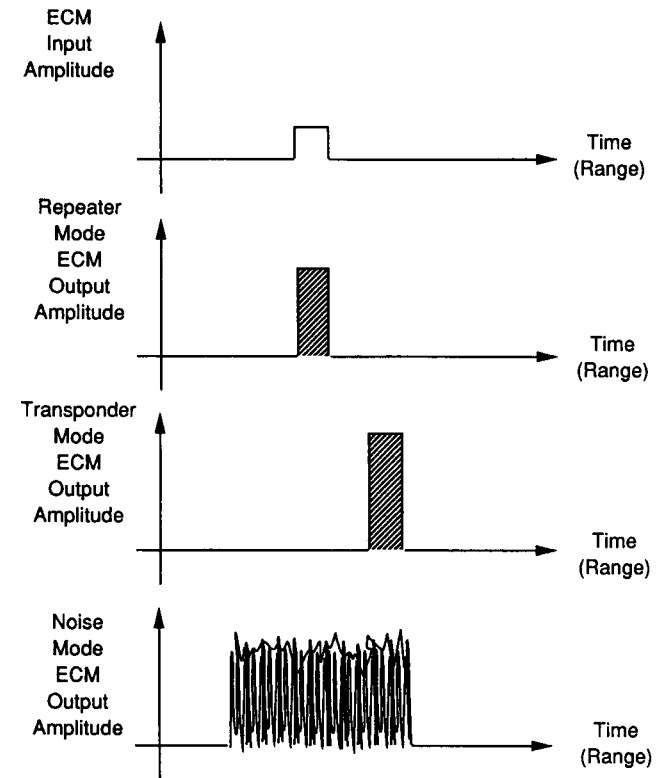 ECM
Input
Amplitude
Time
(Range)
Repeater
Mode
ECM
Output
Amplitude
Time
(Range)
Transponder
Mode
ECM
Output
Amplitude
Time
(Range)
Noise
Mode
ECM
Output
Amplitude
Time
(Range)